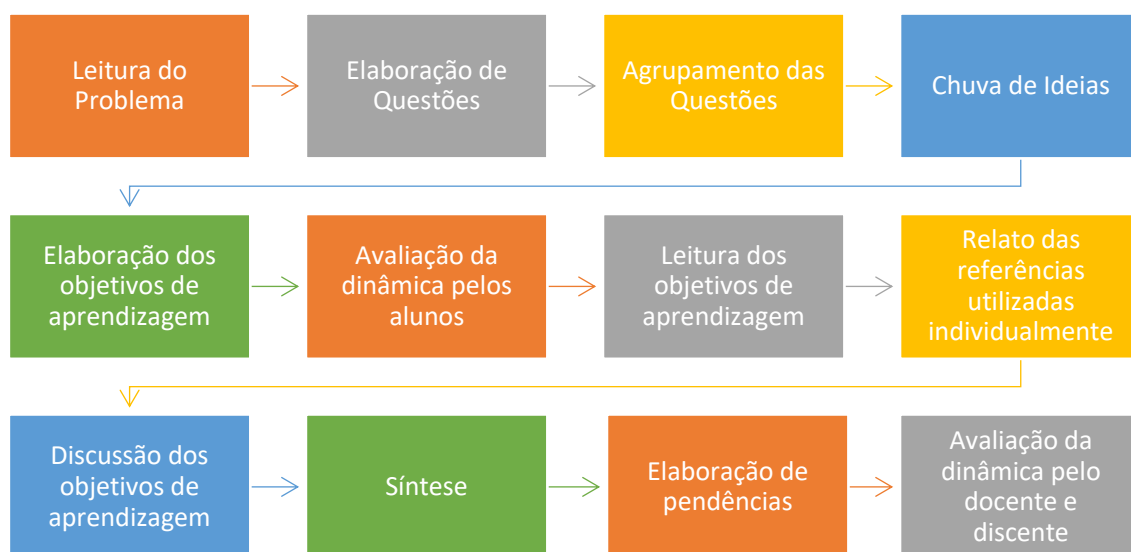 Leitura do
Problema
Elaboração de
Questões
Agrupamento das
Questões
Chuva de Ideias
Elaboração dos
objetivos de
aprendizagem
Avaliação da
dinâmica pelos
alunos
Leitura dos
objetivos de
aprendizagem
Relato das
referências
utilizadas
individualmente
Discussão dos
objetivos de
aprendizagem
Síntese
Elaboração de
pendências
Avaliação da
dinâmica pelo
docente e
discente